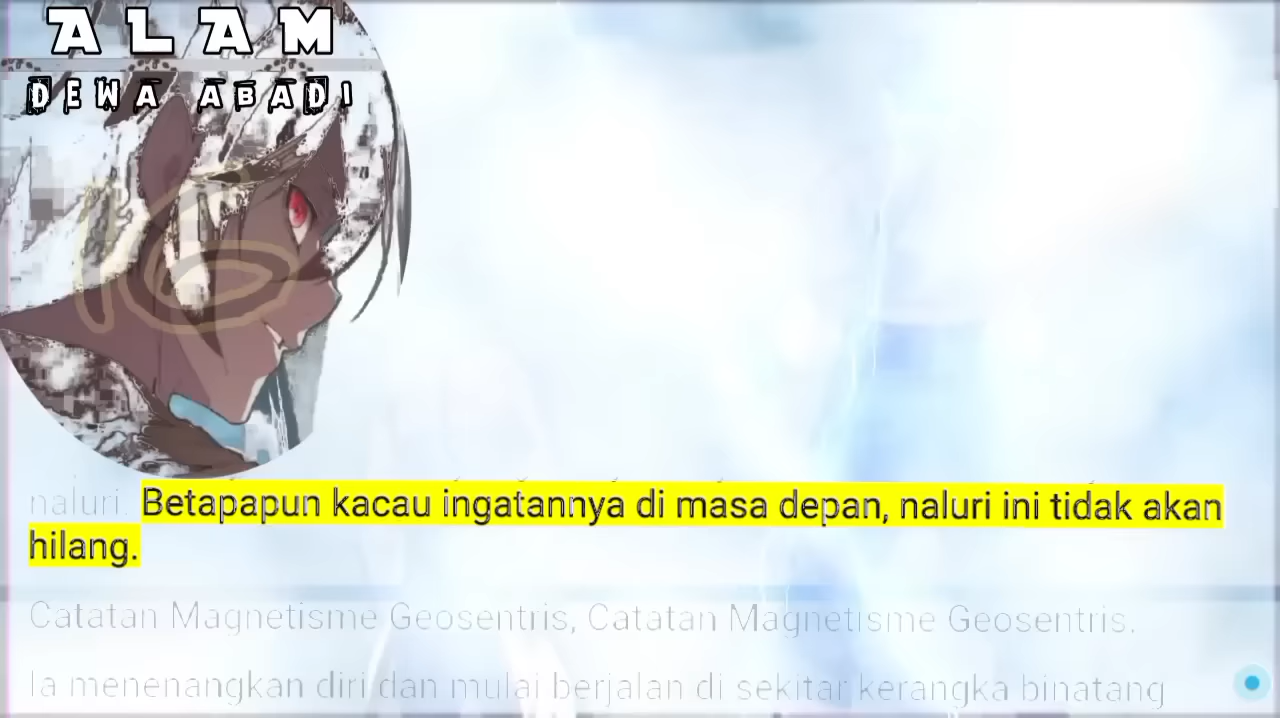 ALAM
DEWA ABADI
naluri. Betapapun kacau ingatannya di masa depan, naluri ini tidak akan
hilang.
Catatan Magnetisme Geosentris, Catatan Magnetisme Geosentris.
Ia menenangkan diri dan mulai berjalan di sekitar kerangka binatang